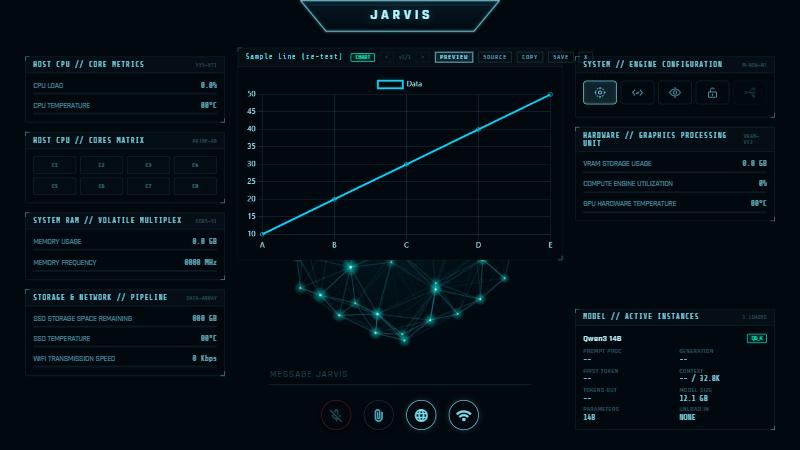 JARVIS
HOST CPU // CORE METRICS
CPU LOAD 0.0%
CPU TEMPERATURE 00°C
HOST CPU // CORES MATRIX
C1 C2 C3 C4
C5 C6 C7 C8
SYSTEM RAM // VOLATILE MULTIPLEX
MEMORY USAGE 0.0 GB
MEMORY FREQUENCY 0000 MHz
STORAGE & NETWORK // PIPELINE
DATA-ARRAY
SSD STORAGE SPACE REMAINING 000 GB
SSD TEMPERATURE 00°C
WIFI TRANSMISSION SPEED 0 Kbps
Sample Line (re-test) CHART < v1/1 > PREVIEW SOURCE COPY SAVE X
Data
50
45
40
35
30
25
20
15
10
A B C D E
MESSAGE JARVIS
SYSTEM // ENGINE CONFIGURATION
HARDWARE // GRAPHICS PROCESSING
UNIT
VRAM STORAGE USAGE 0.0 GB
COMPUTE ENGINE UTILIZATION 0%
GPU HARDWARE TEMPERATURE 00°C
MODEL // ACTIVE INSTANCES
1 LOADED
Qwen3 14B
PROMPT PROC GENERATION
-- --
FIRST TOKEN CONTEXT
-- -- / 32.0K
TOKENS OUT MODEL SIZE
-- 12.1 GB
PARAMETERS UNLOAD IN
14B NONE